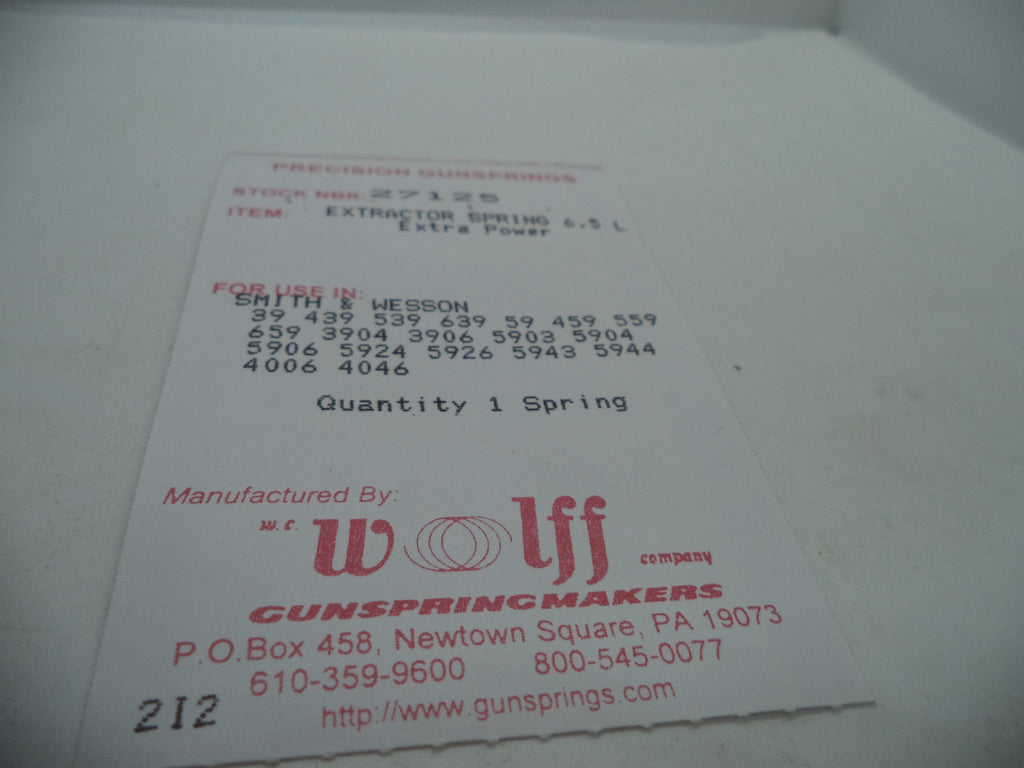 PRECISION GUNSPRINGS
STOCK NBR: 27125
ITEM: EXTRACTOR SPRING 6.5 L
Extra Power
FOR USE IN:
SMITH & WESSON
39 439 539 639 59 459 559
659 3904 3906 5903 5904
5906 5924 5926 5943 5944
4006 4046
Quantity 1 Spring
Manufactured By:
W.C. Wolff company
GUNSPRINGMAKERS
P.O.Box 458, Newtown Square, PA 19073
610-359-9600 800-545-0077
http://www.gunsprings.com
2I2